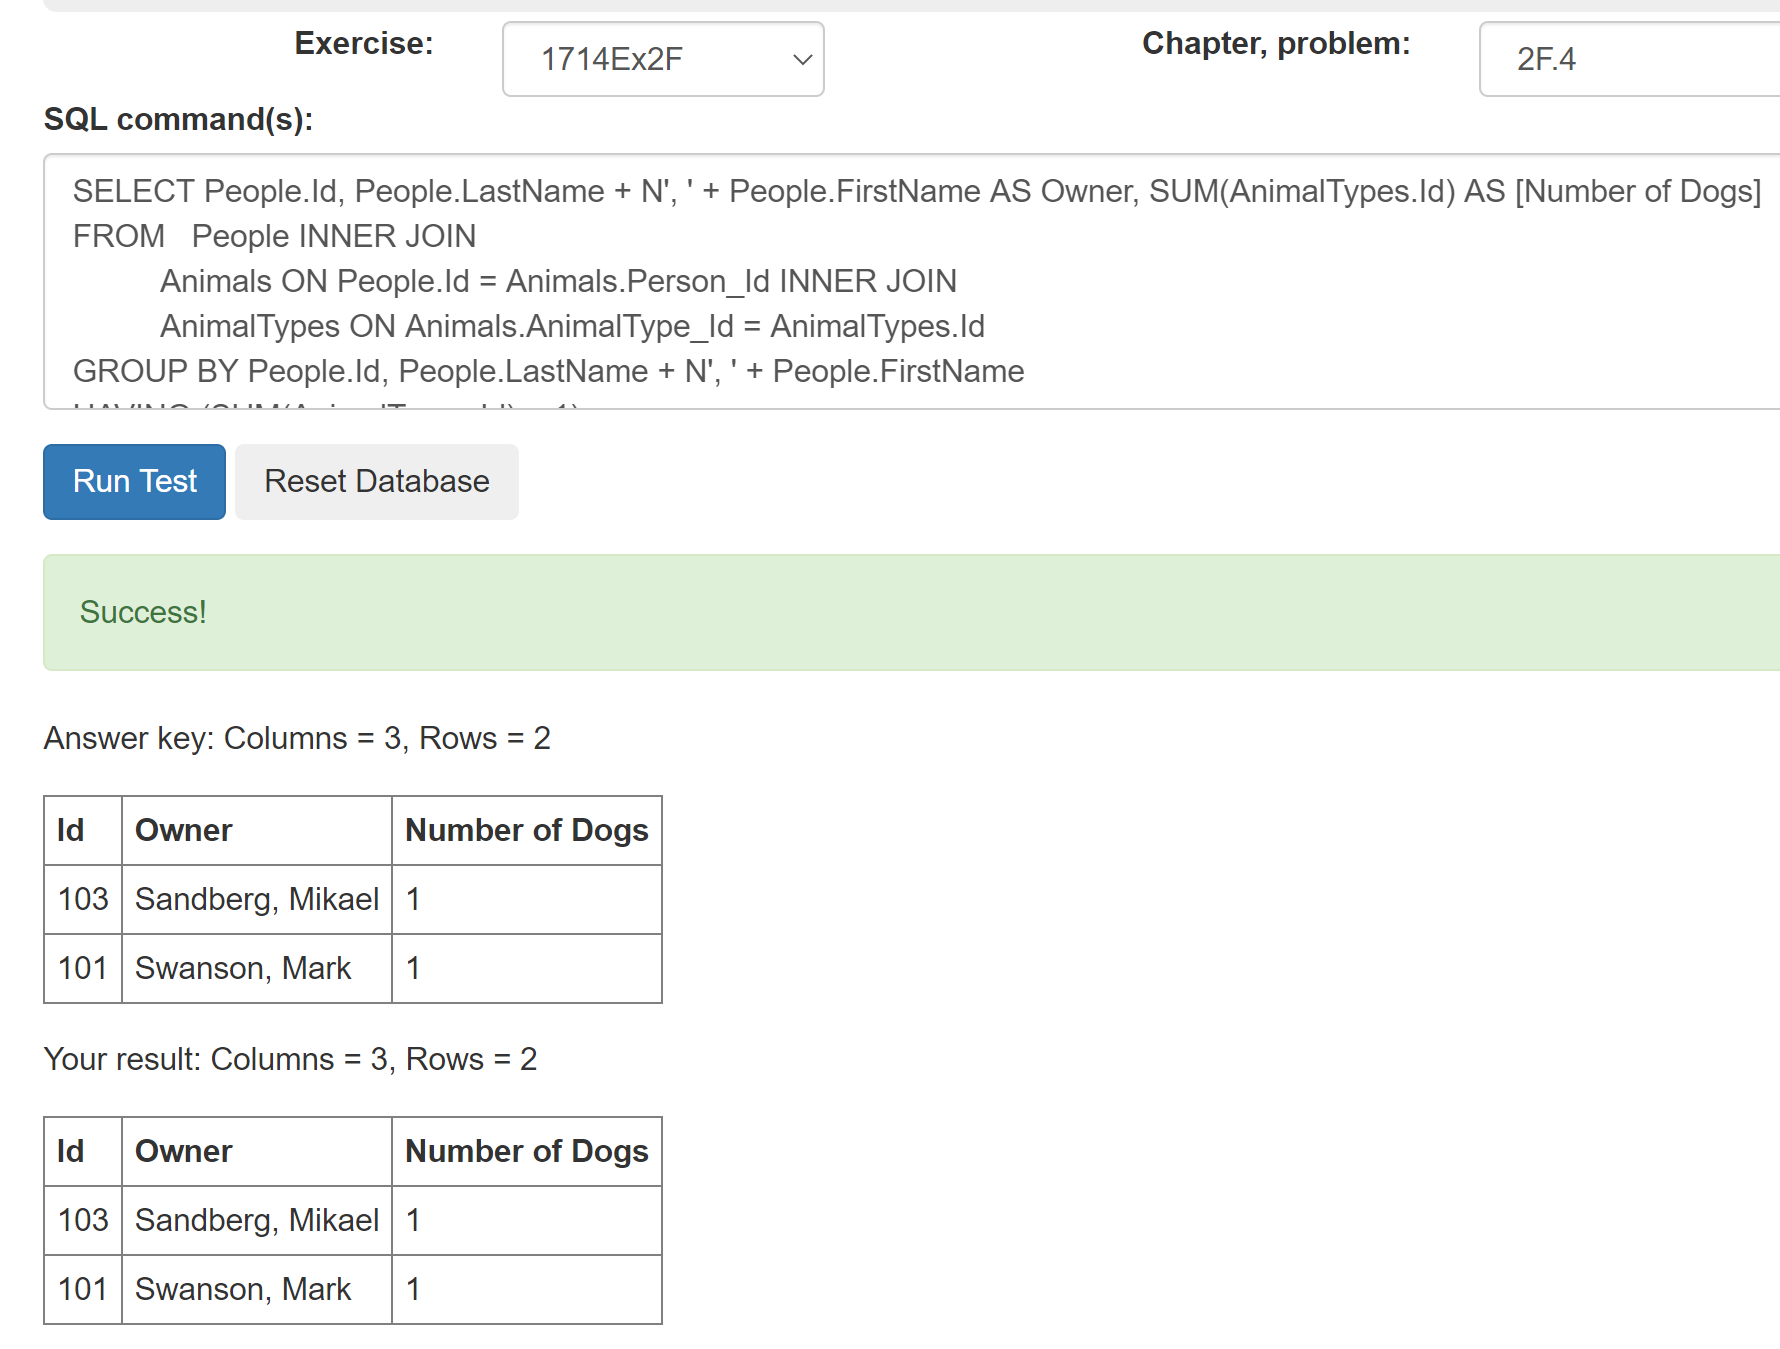 Exercise: 1714Ex2F Chapter, problem: 2F.4
SQL command(s):
SELECT People.Id, People.LastName + N', ' + People.FirstName AS Owner, SUM(AnimalTypes.Id) AS [Number of Dogs]
FROM People INNER JOIN
Animals ON People.Id = Animals.Person_Id INNER JOIN
AnimalTypes ON Animals.AnimalType_Id = AnimalTypes.Id
GROUP BY People.Id, People.LastName + N', ' + People.FirstName
Run Test Reset Database
Success!
Answer key: Columns = 3, Rows = 2
Id Owner Number of Dogs
103 Sandberg, Mikael 1
101 Swanson, Mark 1
Your result: Columns = 3, Rows = 2
Id Owner Number of Dogs
103 Sandberg, Mikael 1
101 Swanson, Mark 1